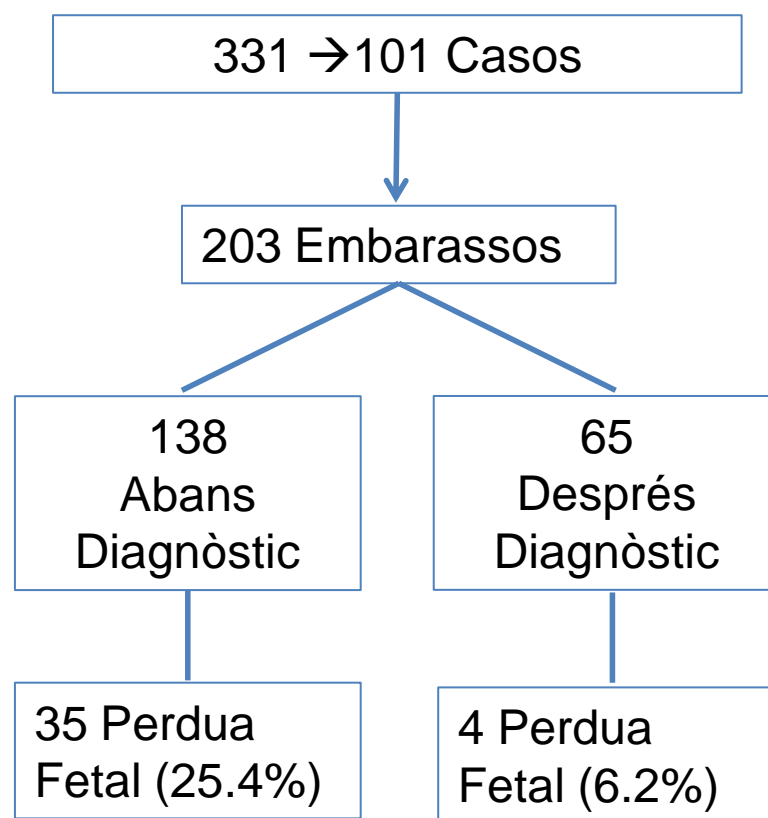 331 →101 Casos
203 Embarassos
138
Abans
Diagnòstic
65
Després
Diagnòstic
35 Perdua
Fetal (25.4%)
4 Perdua
Fetal (6.2%)